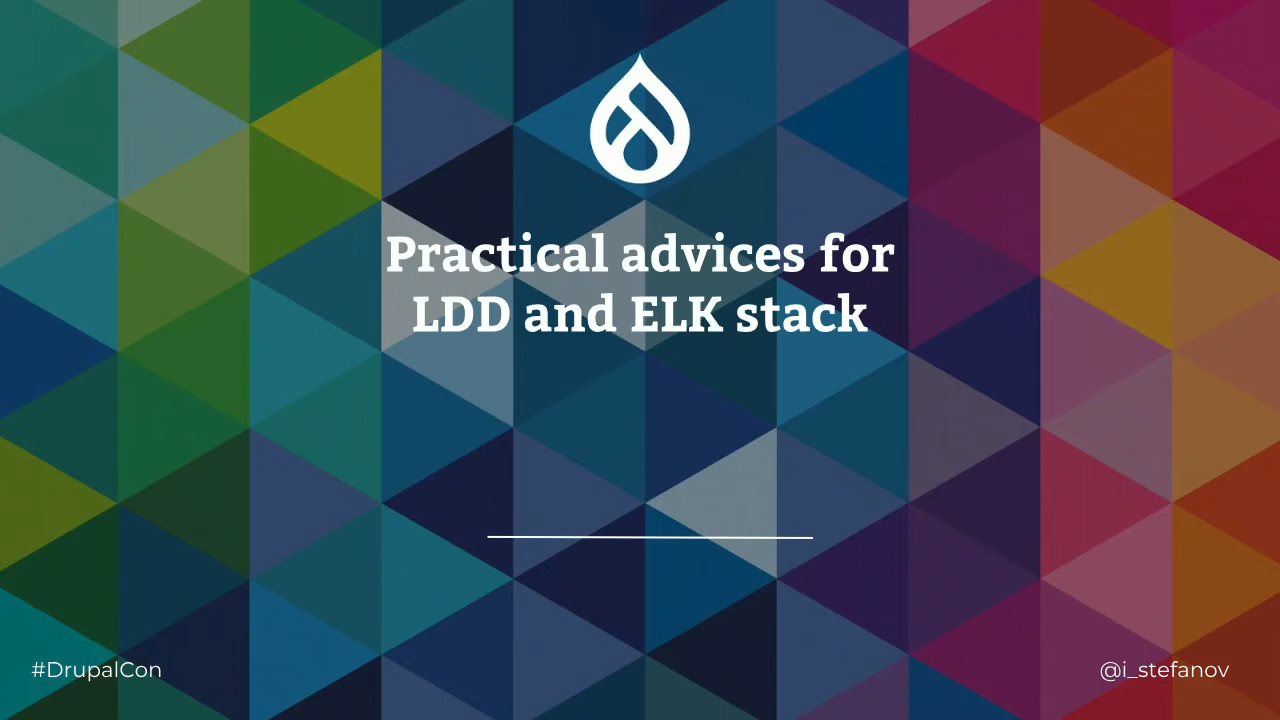 Practical advices for
LDD and ELK stack
#DrupalCon
@i_stefanov